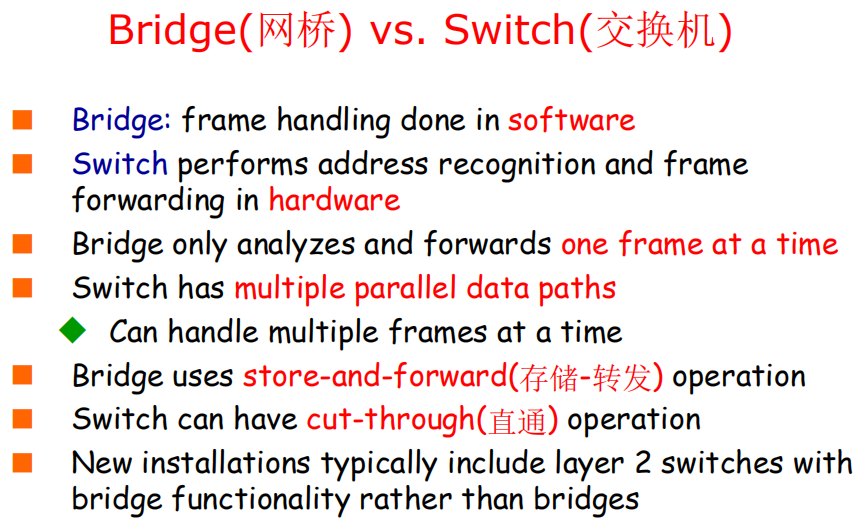 Bridge(网桥) vs. Switch(交换机)
Bridge: frame handling done in software
Switch performs address recognition and frame
forwarding in hardware
Bridge only analyzes and forwards one frame at a time
Switch has multiple parallel data paths
Can handle multiple frames at a time
Bridge uses store-and-forward(存储-转发) operation
Switch can have cut-through(直通) operation
New installations typically include layer 2 switches with
bridge functionality rather than bridges